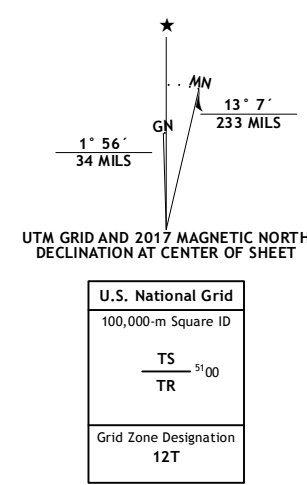 ★
MN
13° 7´
233 MILS
GN
1° 56´
34 MILS
UTM GRID AND 2017 MAGNETIC NORTH
DECLINATION AT CENTER OF SHEET
U.S. National Grid
100,000-m Square ID
TS
5100
TR
Grid Zone Designation
12T